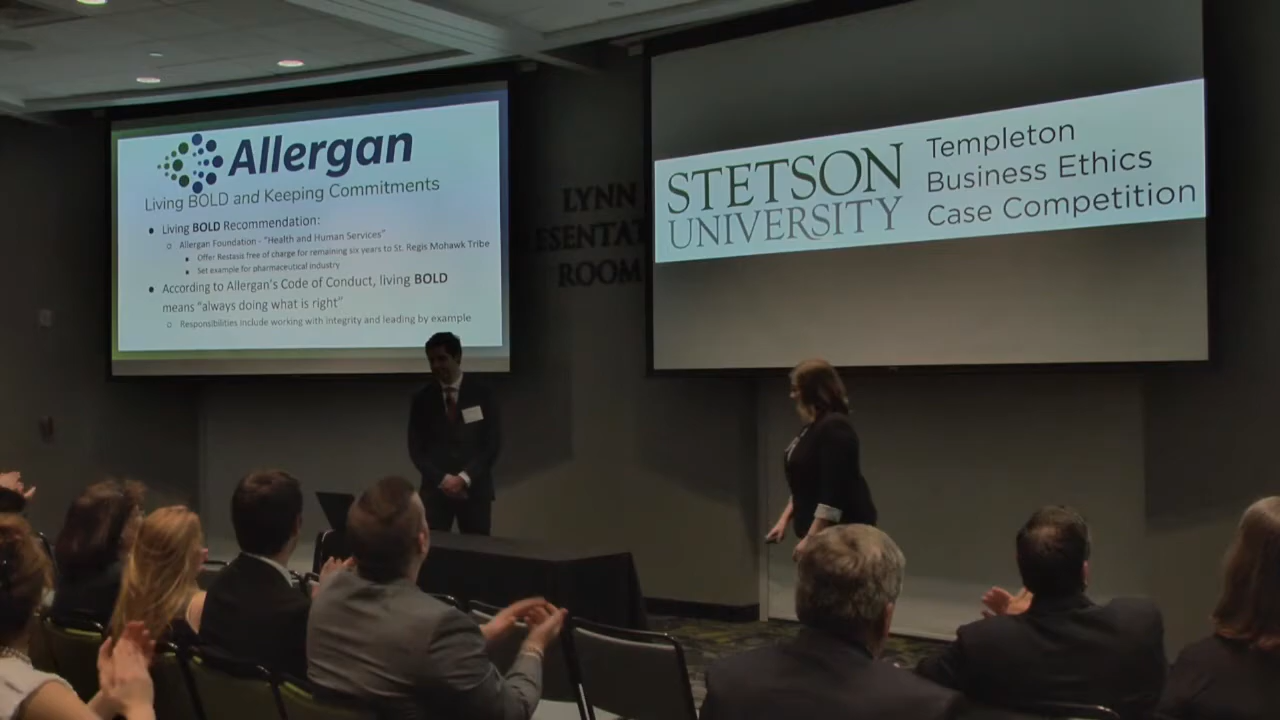 Allergan
Living BOLD and Keeping Commitments
● Living BOLD Recommendation:
○ Allergan Foundation - "Health and Human Services"
■ Offer Restasis free of charge for remaining six years to St. Regis Mohawk Tribe
■ Set example for pharmaceutical industry
● According to Allergan's Code of Conduct, living BOLD
means "always doing what is right"
○ Responsibilities include working with integrity and leading by example
LYNN
ESENTAT
ROOM
STETSON
UNIVERSITY
Templeton
Business Ethics
Case Competition